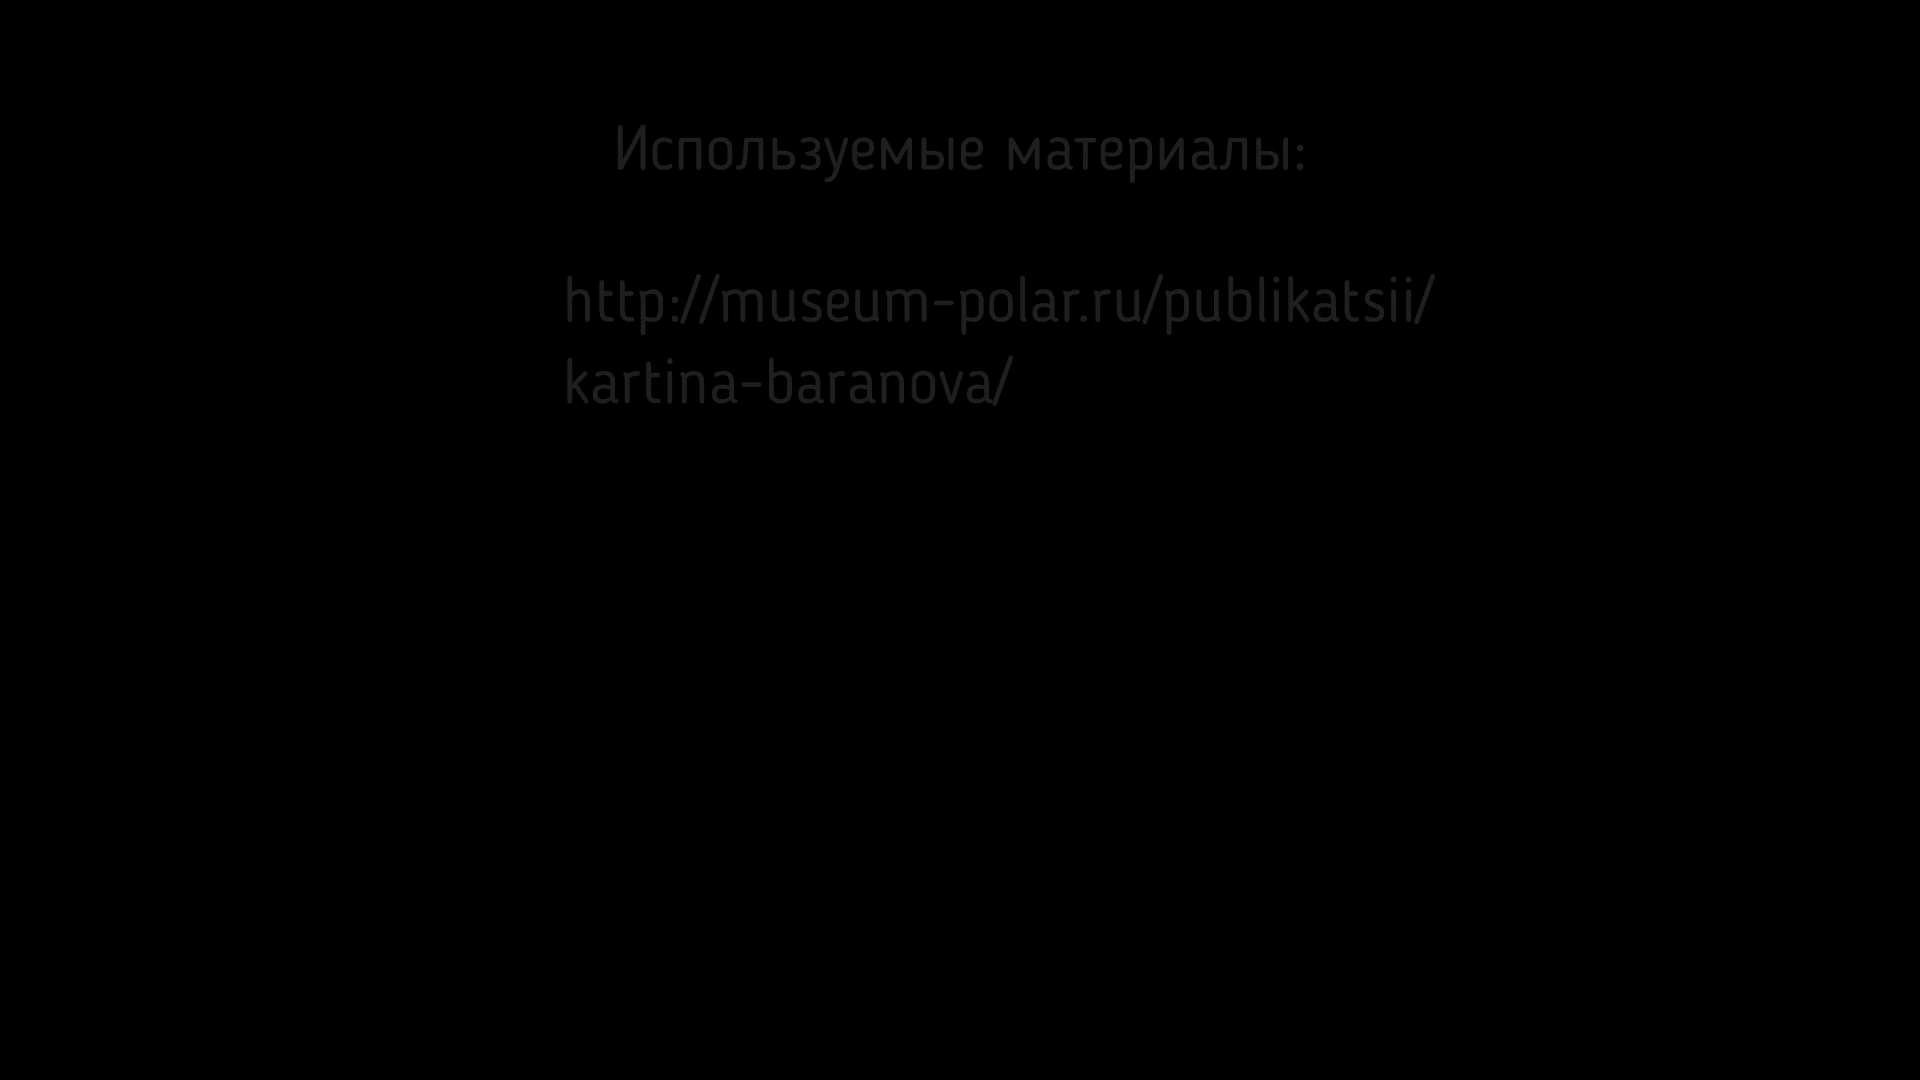 Используемые материалы:
http://museum-polar.ru/publikatsii/
kartina-baranova/